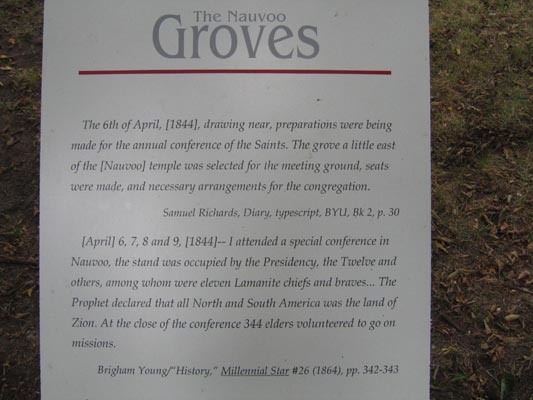 The Nauvoo
Groves
The 6th of April, [1844], drawing near, preparations were being
made for the annual conference of the Saints. The grove a little east
of the [Nauvoo] temple was selected for the meeting ground, seats
were made, and necessary arrangements for the congregation.
Samuel Richards, Diary, typescript, BYU, Bk 2, p. 30
[April] 6, 7, 8 and 9, [1844]-- I attended a special conference in
Nauvoo, the stand was occupied by the Presidency, the Twelve and
others, among whom were eleven Lamanite chiefs and braves... The
Prophet declared that all North and South America was the land of
Zion. At the close of the conference 344 elders volunteered to go on
missions.
Brigham Young/"History," Millennial Star #26 (1864), pp. 342-343